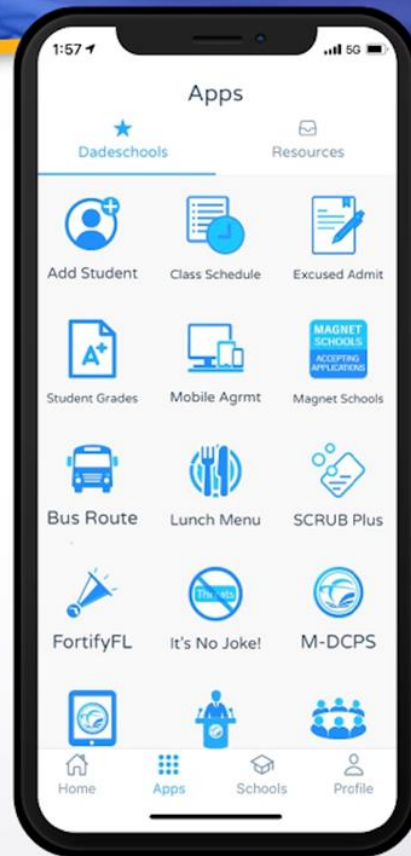 1:57
5G
Apps
Dadeschools
Resources
Add Student
Class Schedule
Excused Admit
A+
MAGNET
SCHOOLS
ACCEPTING
APPLICATIONS
Student Grades
Mobile Agrmt
Magnet Schools
Bus Route
Lunch Menu
SCRUB Plus
Threats
FortifyFL
It's No Joke!
M-DCPS
Home
Apps
Schools
Profile